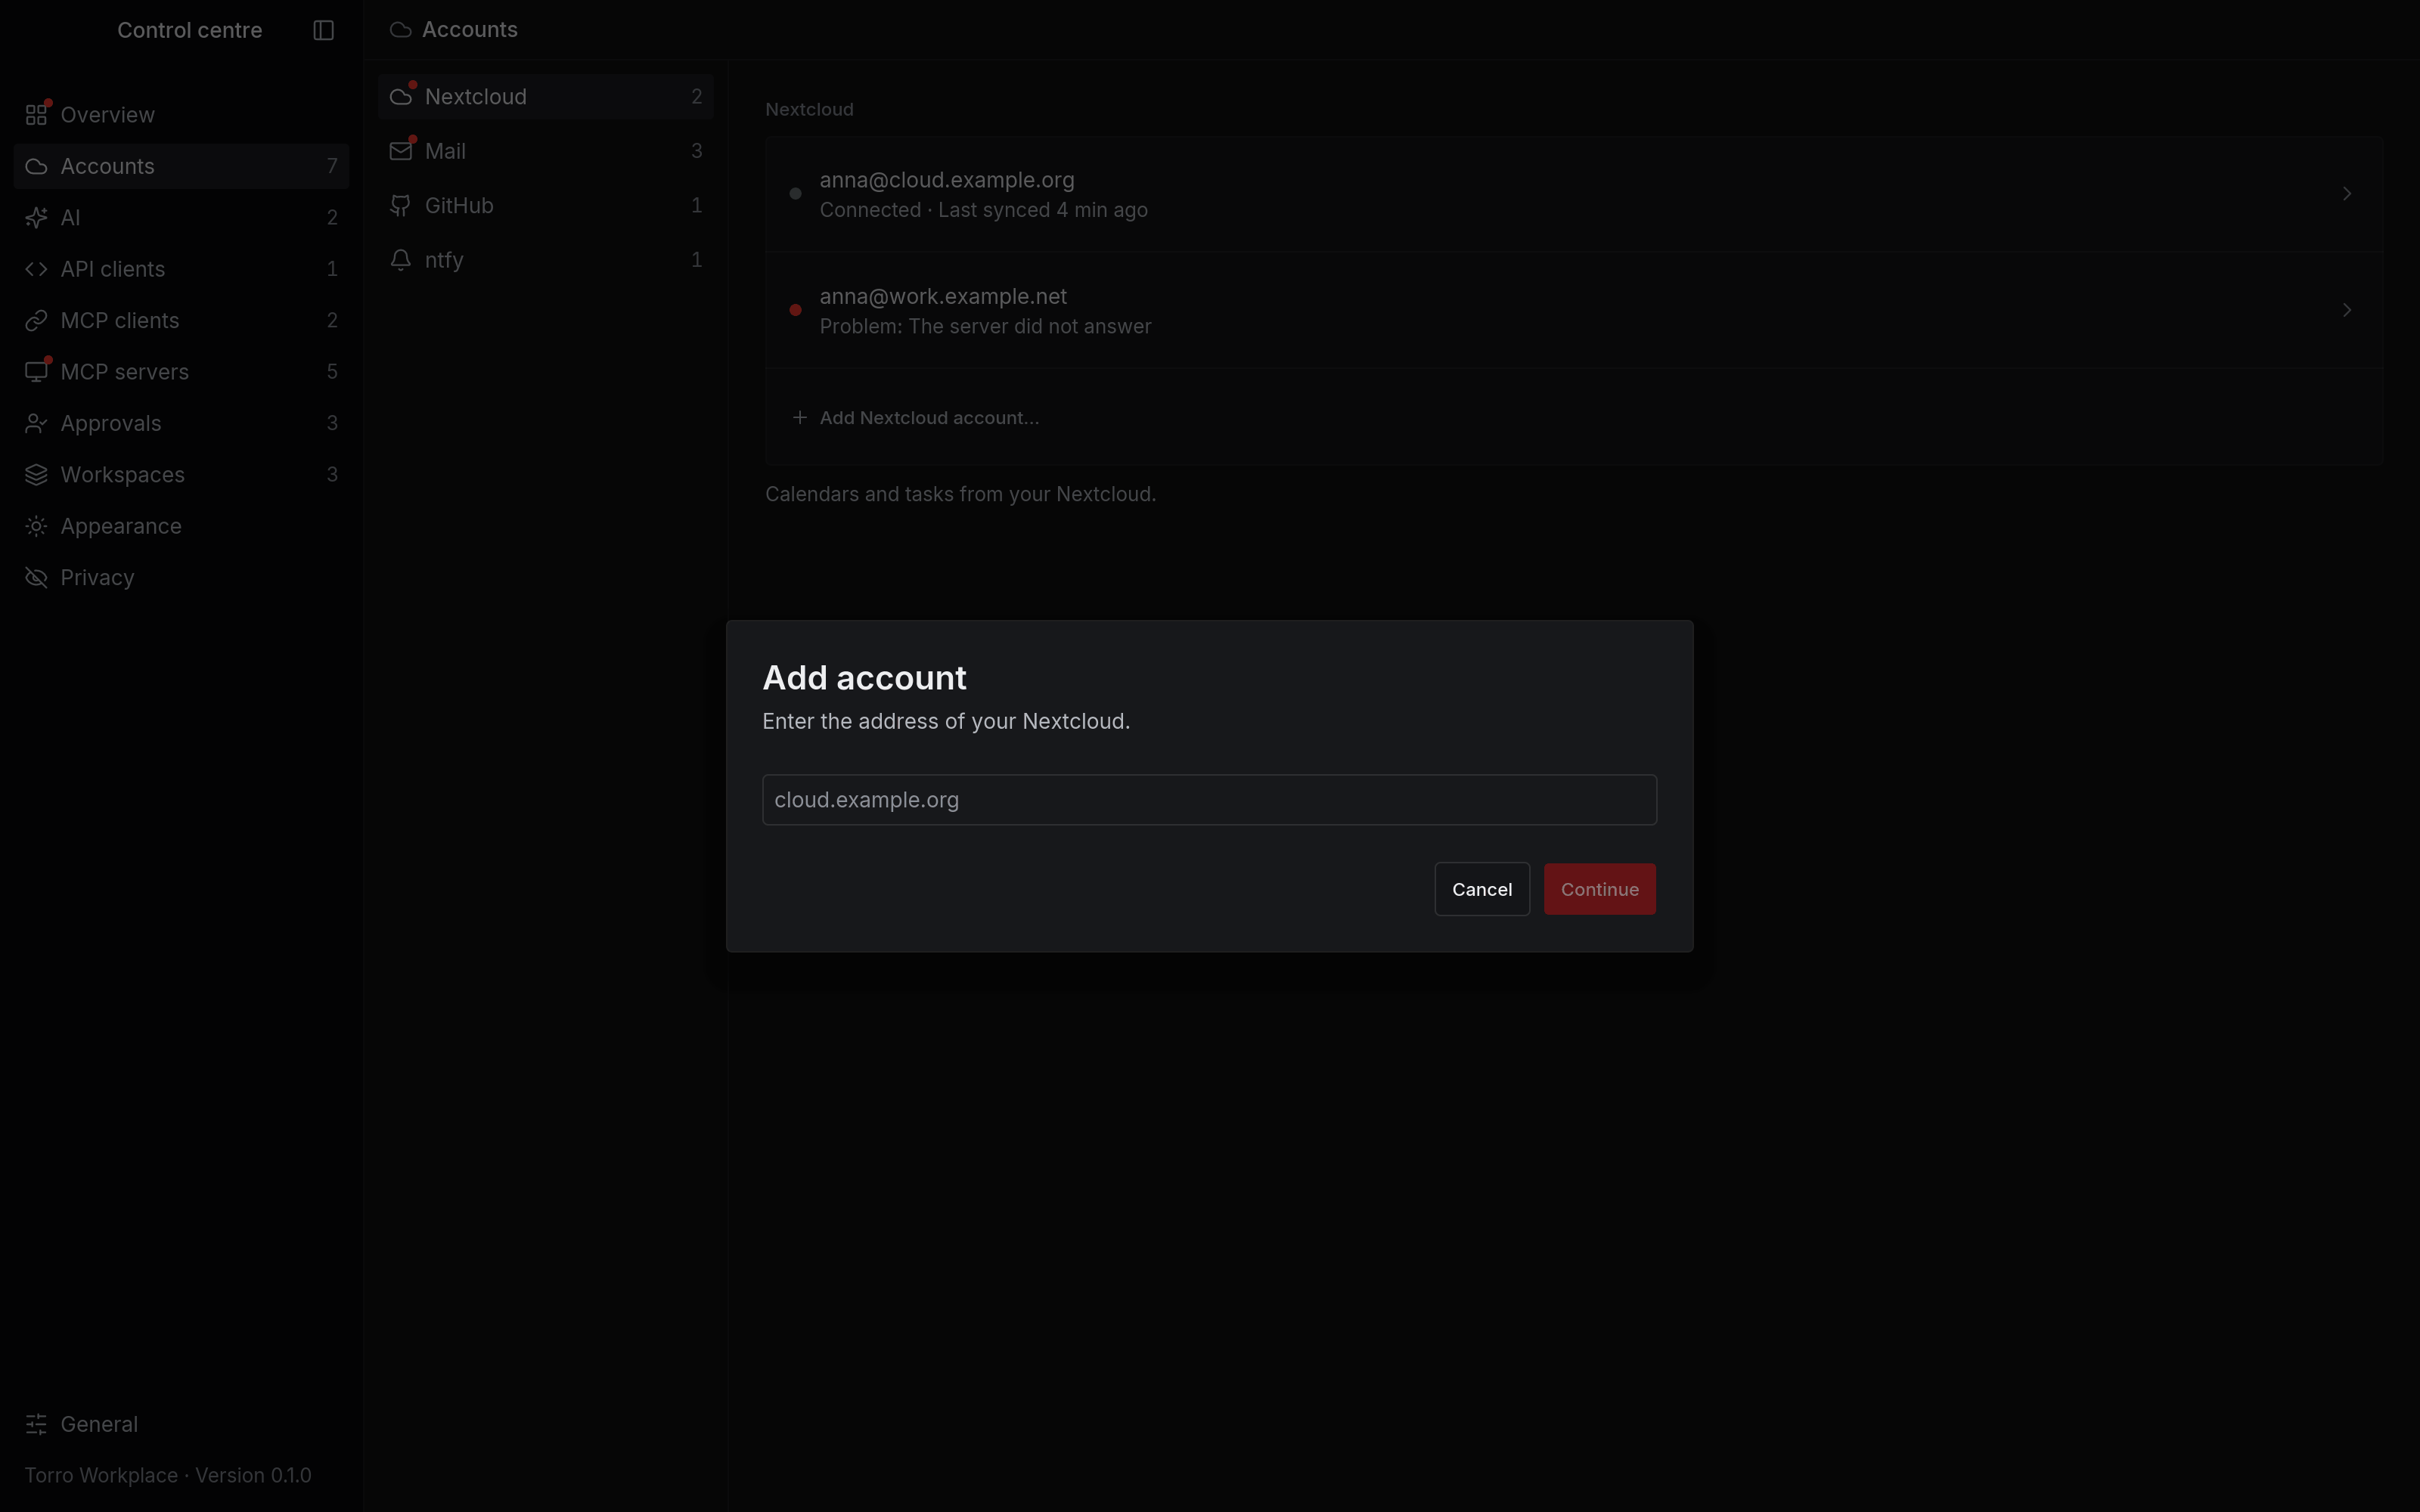 Control centre
Overview
Accounts 7
AI 2
API clients 1
MCP clients 2
MCP servers 5
Approvals 3
Workspaces 3
Appearance
Privacy
General
Torro Workplace · Version 0.1.0
Accounts
Nextcloud 2
Mail 3
GitHub 1
ntfy 1
Nextcloud
anna@cloud.example.org
Connected · Last synced 4 min ago
anna@work.example.net
Problem: The server did not answer
Add Nextcloud account...
Calendars and tasks from your Nextcloud.
Add account
Enter the address of your Nextcloud.
cloud.example.org
Cancel
Continue